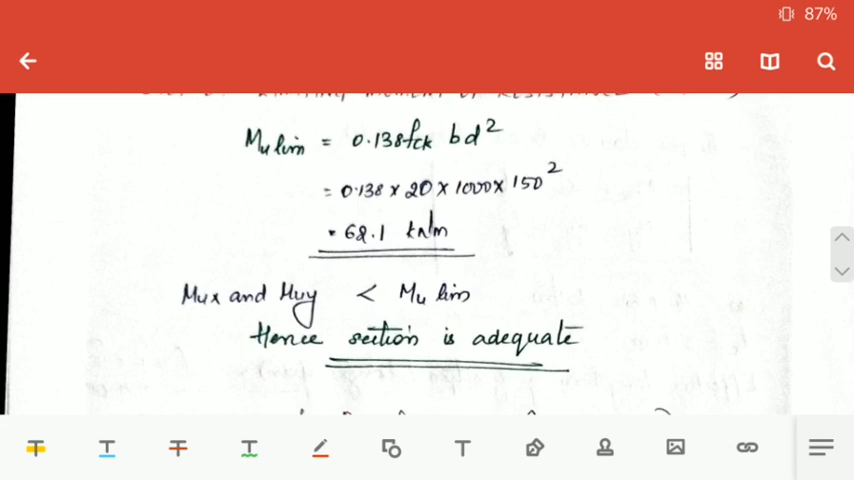 87%
Mu lim = 0.138 fck bd²
= 0.138 × 20 × 1000 × 150²
= 62.1 kn/m
Mux and Muy < Mu lim
Hence section is adequate